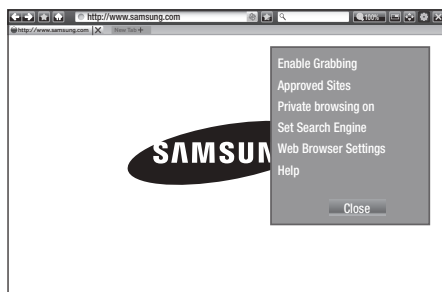 http://www.samsung.com
100%
http://www.samsung.com
New Tab
Enable Grabbing
Approved Sites
Private browsing on
Set Search Engine
Web Browser Settings
Help
SAMSUN
Close